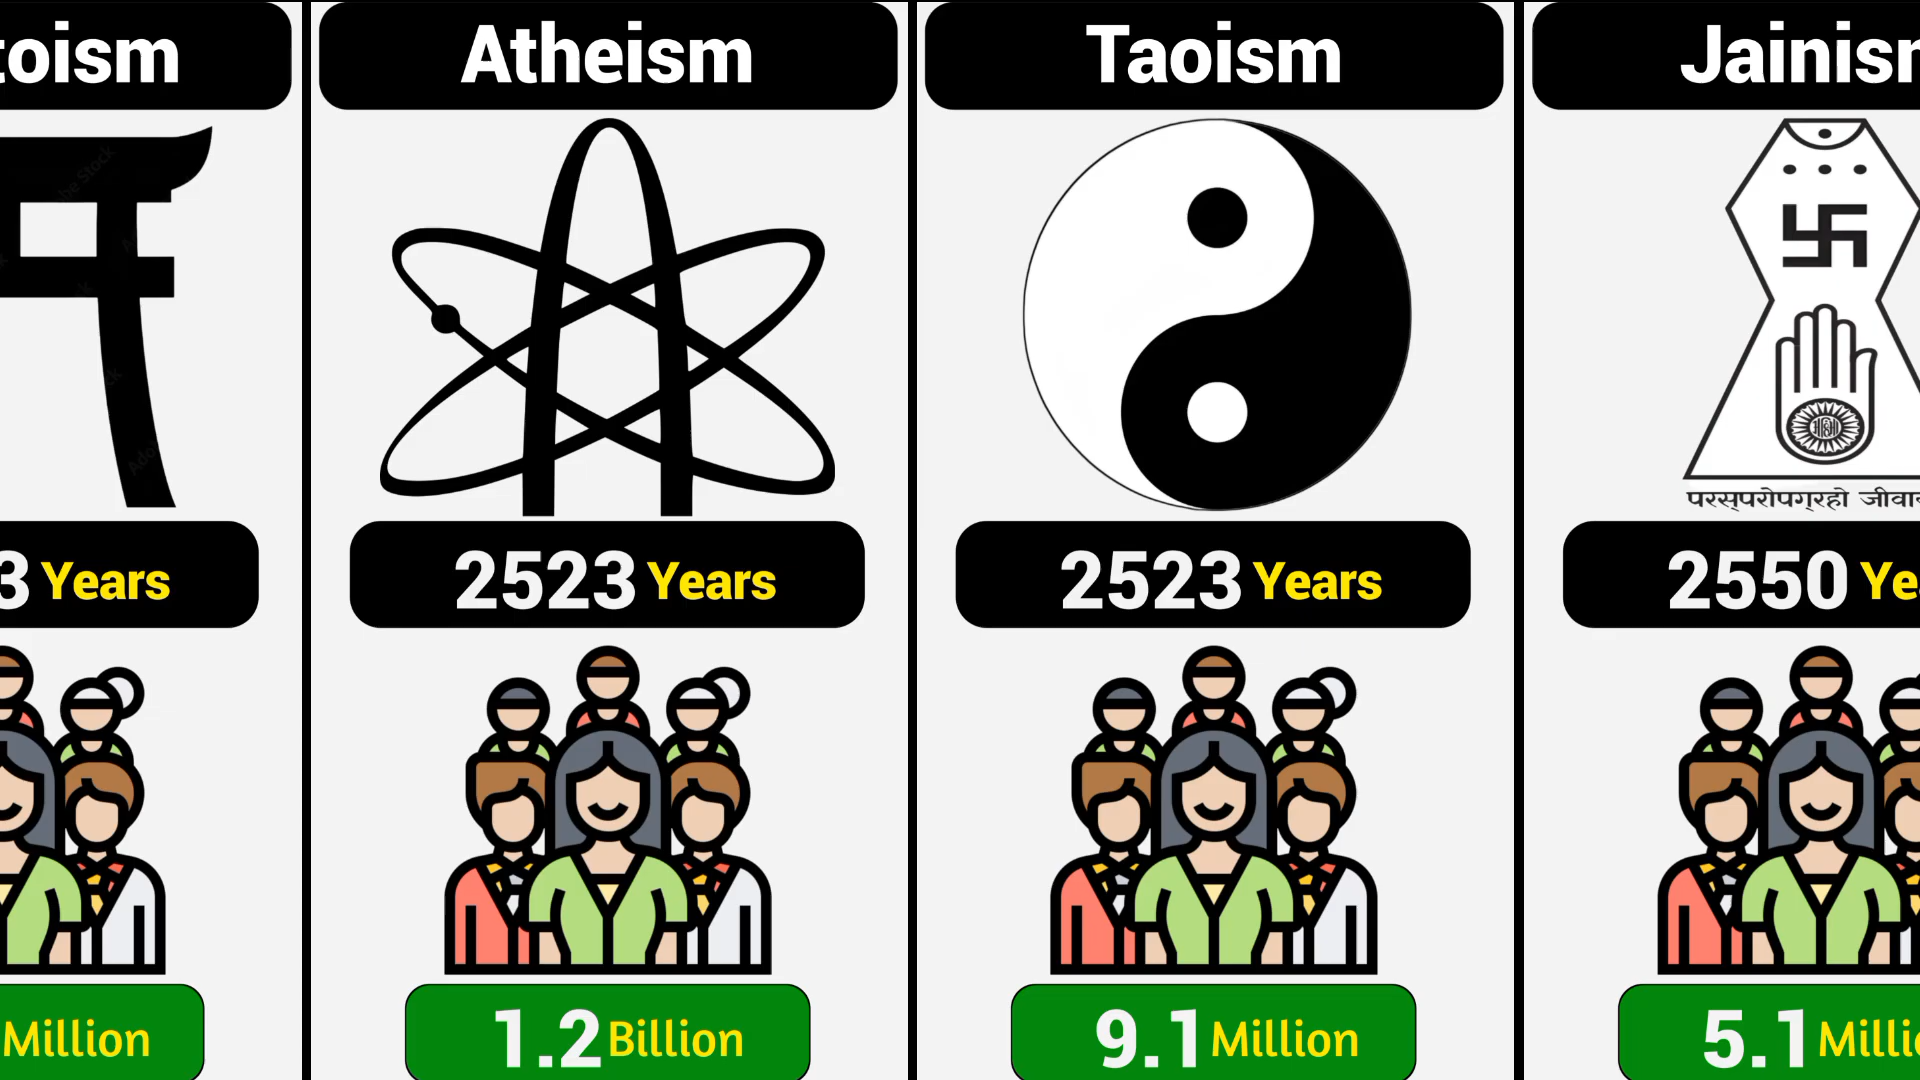 toism
Atheism
Taoism
Jainism
3 Years
2523 Years
2523 Years
2550 Ye
Million
1.2 Billion
9.1 Million
5.1 Millio
परस्परोपग्रहो जीवा